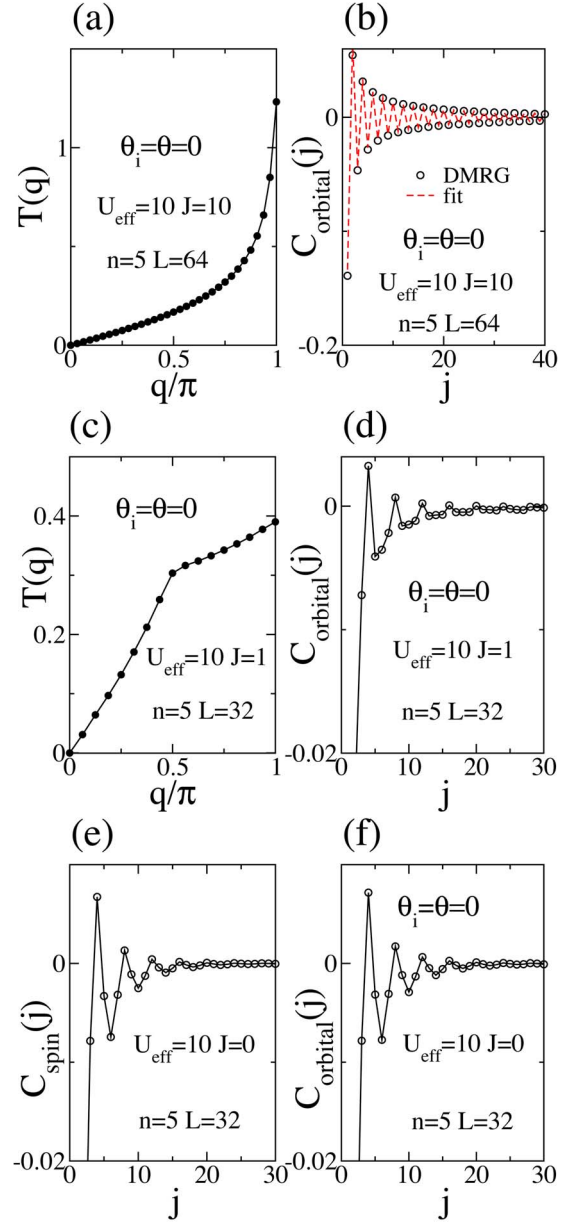 (a)
T(q)
1
0
θi=θ=0
Ueff=10 J=10
n=5 L=64
0 0.5 1
q/π
(b)
Corbital(j)
0
-0.2
DMRG
fit
θi=θ=0
Ueff=10 J=10
n=5 L=64
0 10 20 30 40
j
(c)
T(q)
0.4
0.2
0
θi=θ=0
Ueff=10 J=1
n=5 L=32
0 0.5 1
q/π
(d)
Corbital(j)
0
-0.02
θi=θ=0
Ueff=10 J=1
n=5 L=32
0 10 20 30
j
(e)
Cspin(j)
0
-0.02
Ueff=10 J=0
n=5 L=32
0 10 20 30
j
(f)
Corbital(j)
0
-0.02
θi=θ=0
Ueff=10 J=0
n=5 L=32
0 10 20 30
j